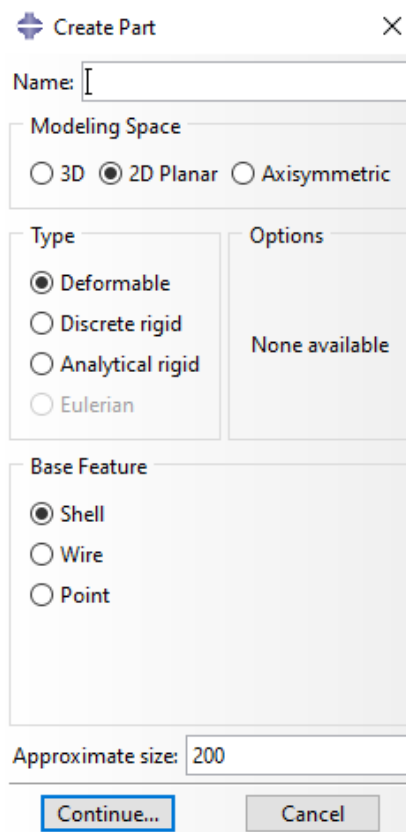 Create Part
Name:
Modeling Space
3D 2D Planar Axisymmetric
Type
Deformable
Discrete rigid
Analytical rigid
Eulerian
Options
None available
Base Feature
Shell
Wire
Point
Approximate size: 200
Continue... Cancel